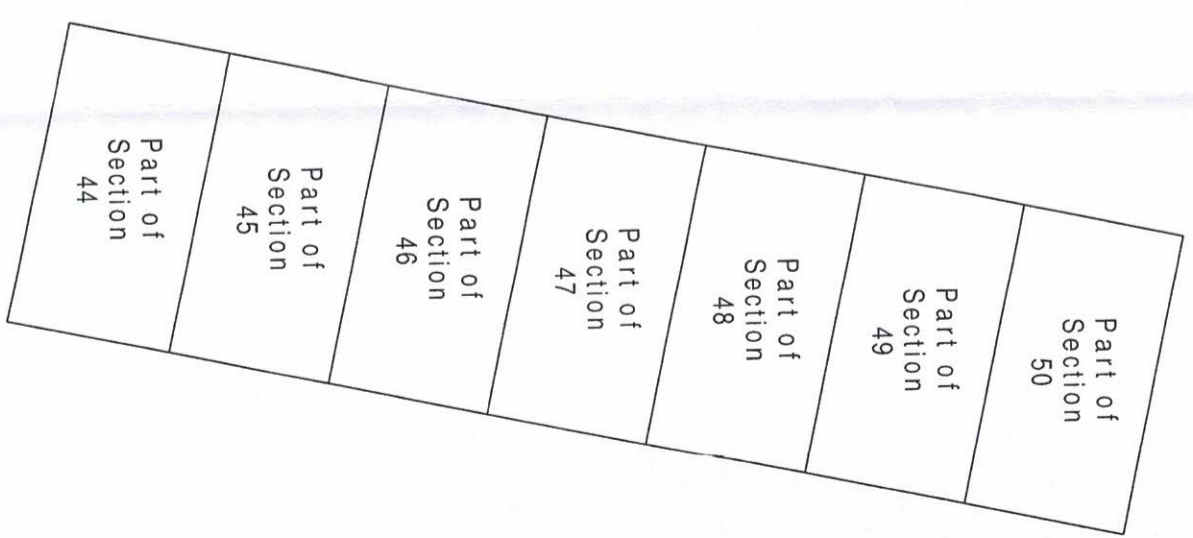 Part of
Section
44
Part of
Section
45
Part of
Section
46
Part of
Section
47
Part of
Section
48
Part of
Section
49
Part of
Section
50